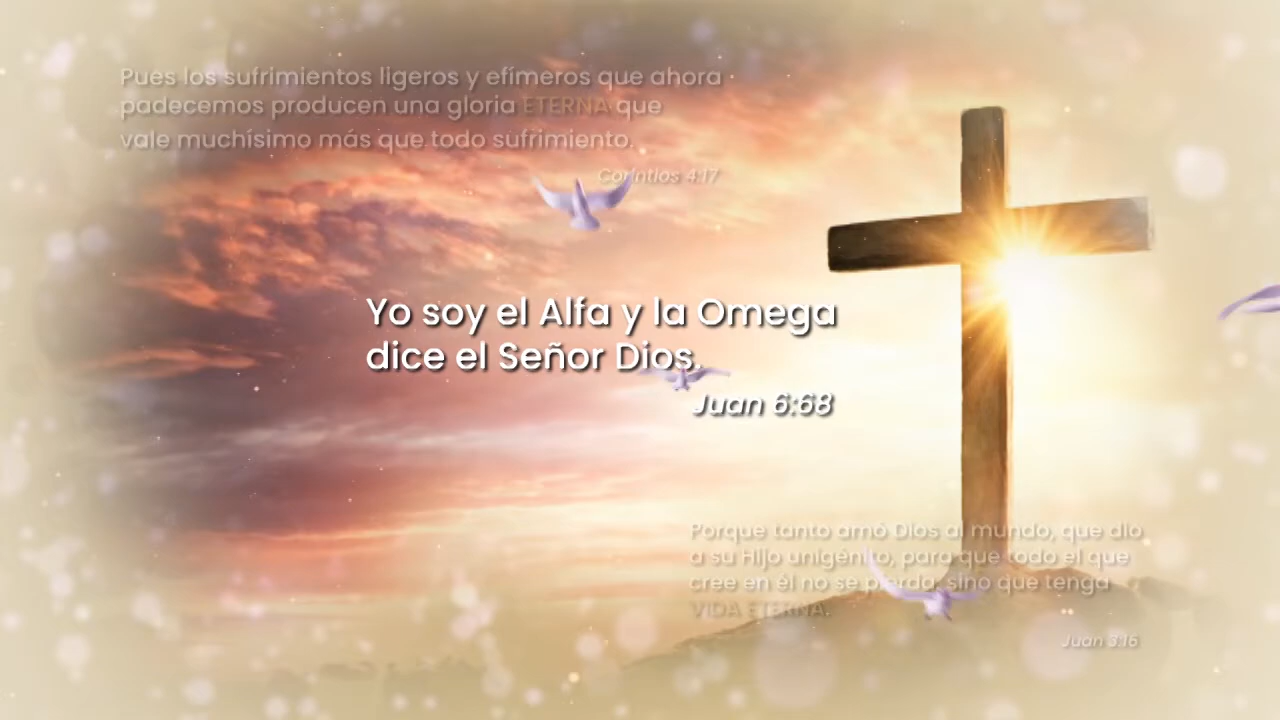 Pues los sufrimientos ligeros y efímeros que ahora
padecemos producen una gloria ETERNA que
vale muchísimo más que todo sufrimiento.
Corintios 4:17
Yo soy el Alfa y la Omega
dice el Señor Dios.
Juan 6:68
Porque tanto amó Dios al mundo, que dio
a su Hijo unigénito, para que todo el que
cree en él no se pierda, sino que tenga
VIDA ETERNA.
Juan 3:16